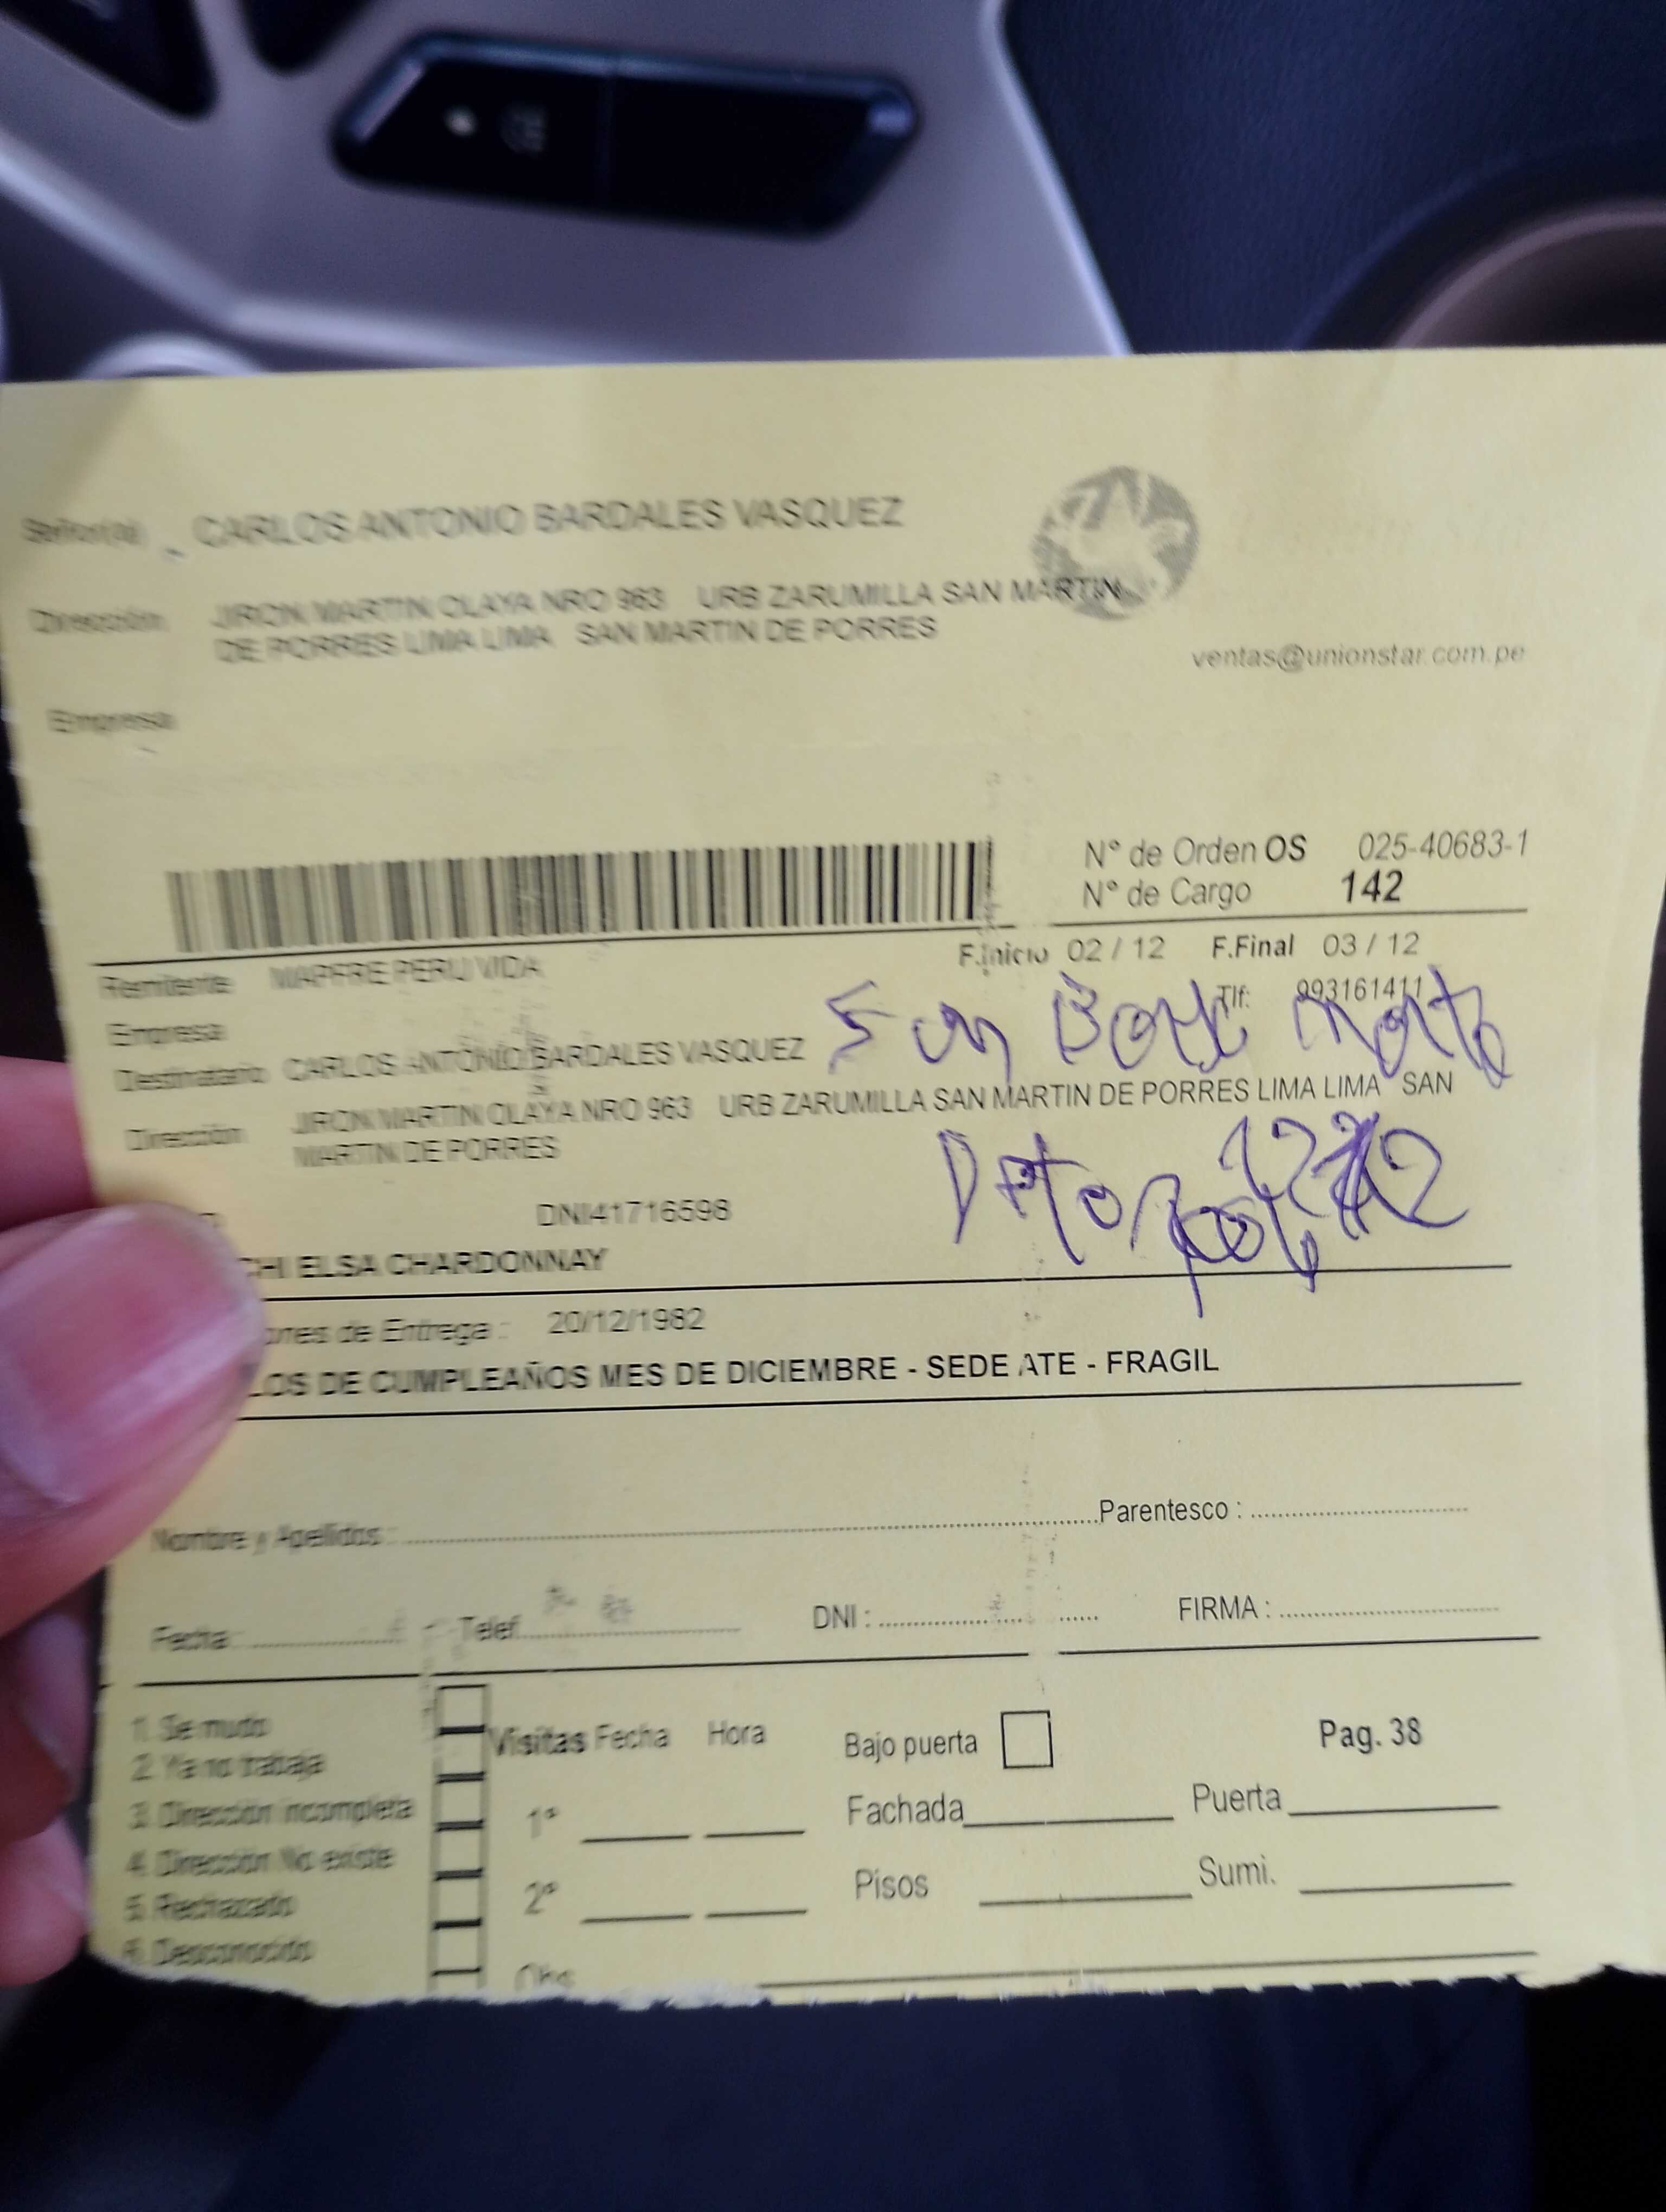 Señor(a) CARLOS ANTONIO BARDALES VASQUEZ
Dirección JIRON MARTIN OLAYA NRO 963 URB ZARUMILLA SAN MARTIN
DE PORRES LIMA LIMA SAN MARTIN DE PORRES
ventas@unionstar.com.pe
Empresa
N° de Orden OS 025-40683-1
N° de Cargo 142
F.Inicio 02 / 12 F.Final 03 / 12
Remitente MAPFRE PERU VIDA
Tlf: 993161411
Empresa
Destinatario CARLOS ANTONIO BARDALES VASQUEZ
Dirección JIRON MARTIN OLAYA NRO 963 URB ZARUMILLA SAN MARTIN DE PORRES LIMA LIMA SAN
MARTIN DE PORRES
Dpto
DNI41716598
CHI ELSA CHARDONNAY
ones de Entrega : 20/12/1982
LOS DE CUMPLEAÑOS MES DE DICIEMBRE - SEDE ATE - FRAGIL
Nombre y Apellidos : Parentesco :
Fecha Telef. DNI : FIRMA :
1. Se mudo
2. Ya no trabaja
3. Dirección incompleta
4. Dirección No existe
5. Rechazado
6. Desconocido
Visitas Fecha Hora
1°
2°
Obs
Bajo puerta
Fachada
Pisos
Pag. 38
Puerta
Sumi.